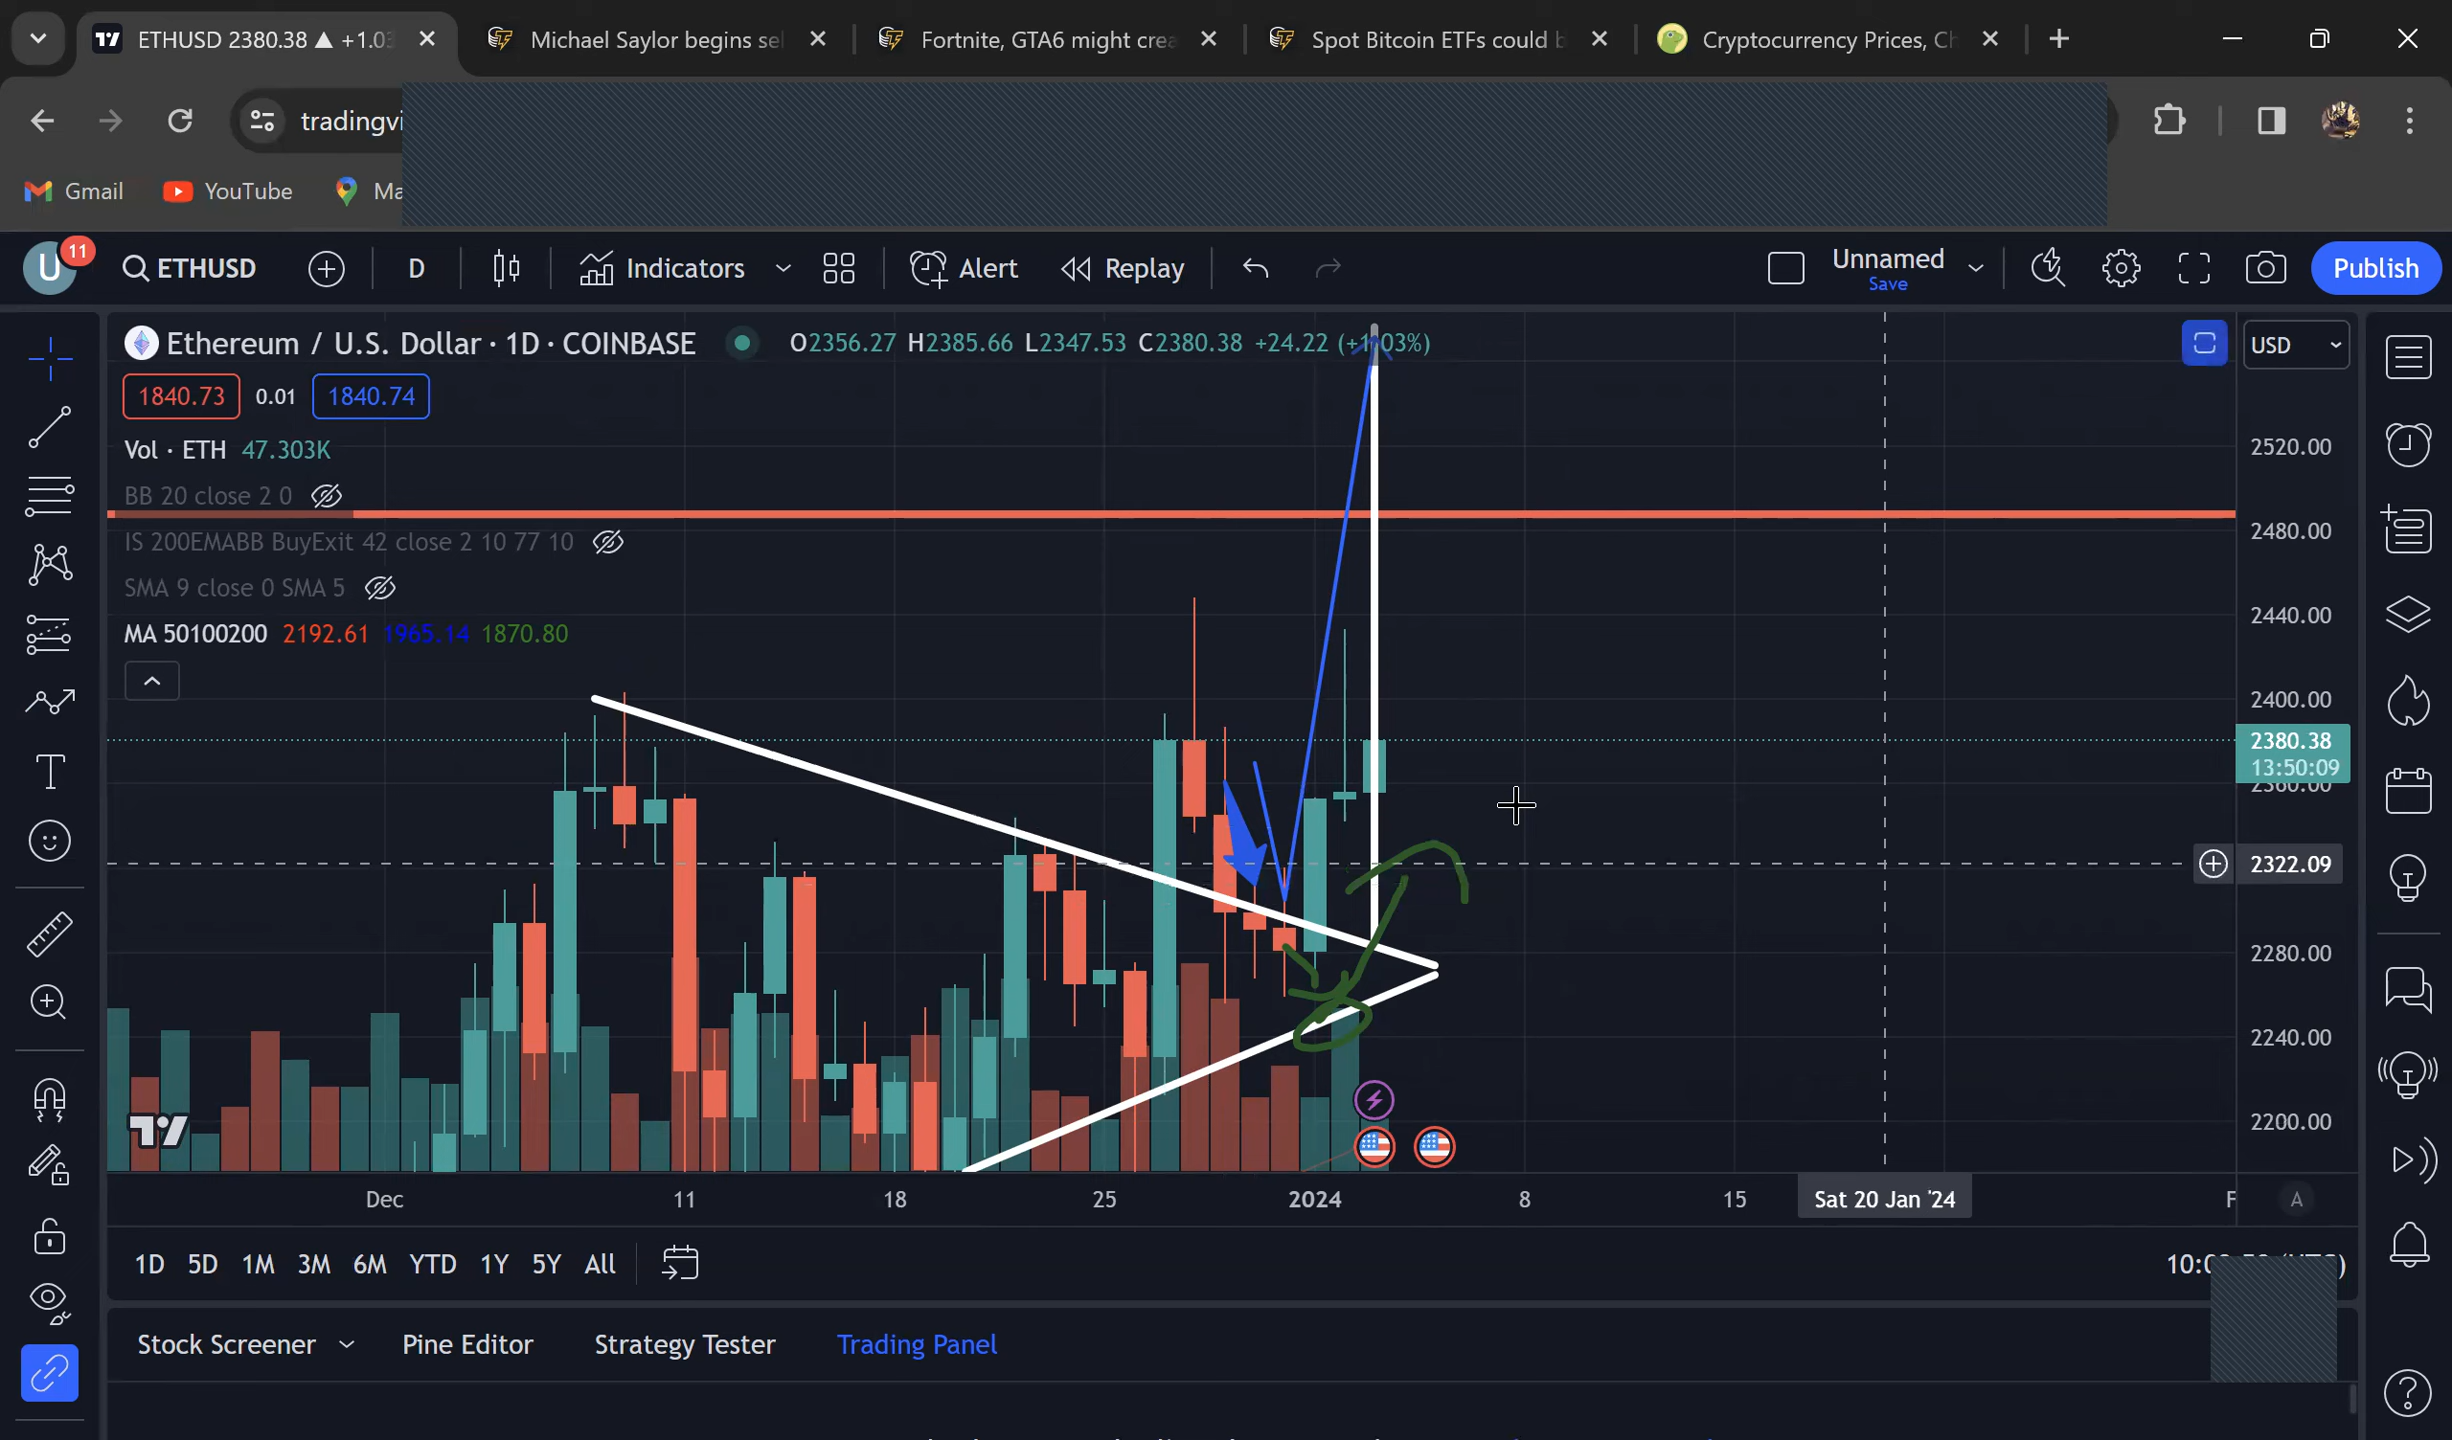 ETHUSD 2380.38 ▲ +1.03
Michael Saylor begins sel
Fortnite, GTA6 might crea
Spot Bitcoin ETFs could b
Cryptocurrency Prices, Ch
tradingvi
Gmail YouTube Ma
U 11 ETHUSD D Indicators Alert Replay Unnamed Save Publish
Ethereum / U.S. Dollar · 1D · COINBASE O2356.27 H2385.66 L2347.53 C2380.38 +24.22 (+1.03%) USD
1840.73 0.01 1840.74
Vol · ETH 47.303K
BB 20 close 2 0
IS 200EMABB BuyExit 42 close 2 10 77 10
SMA 9 close 0 SMA 5
MA 50100200 2192.61 1965.14 1870.80
2520.00
2480.00
2440.00
2400.00
2380.38
13:50:09
2360.00
2322.09
2280.00
2240.00
2200.00
Dec 11 18 25 2024 8 15 Sat 20 Jan '24 F A
1D 5D 1M 3M 6M YTD 1Y 5Y All
Stock Screener Pine Editor Strategy Tester Trading Panel